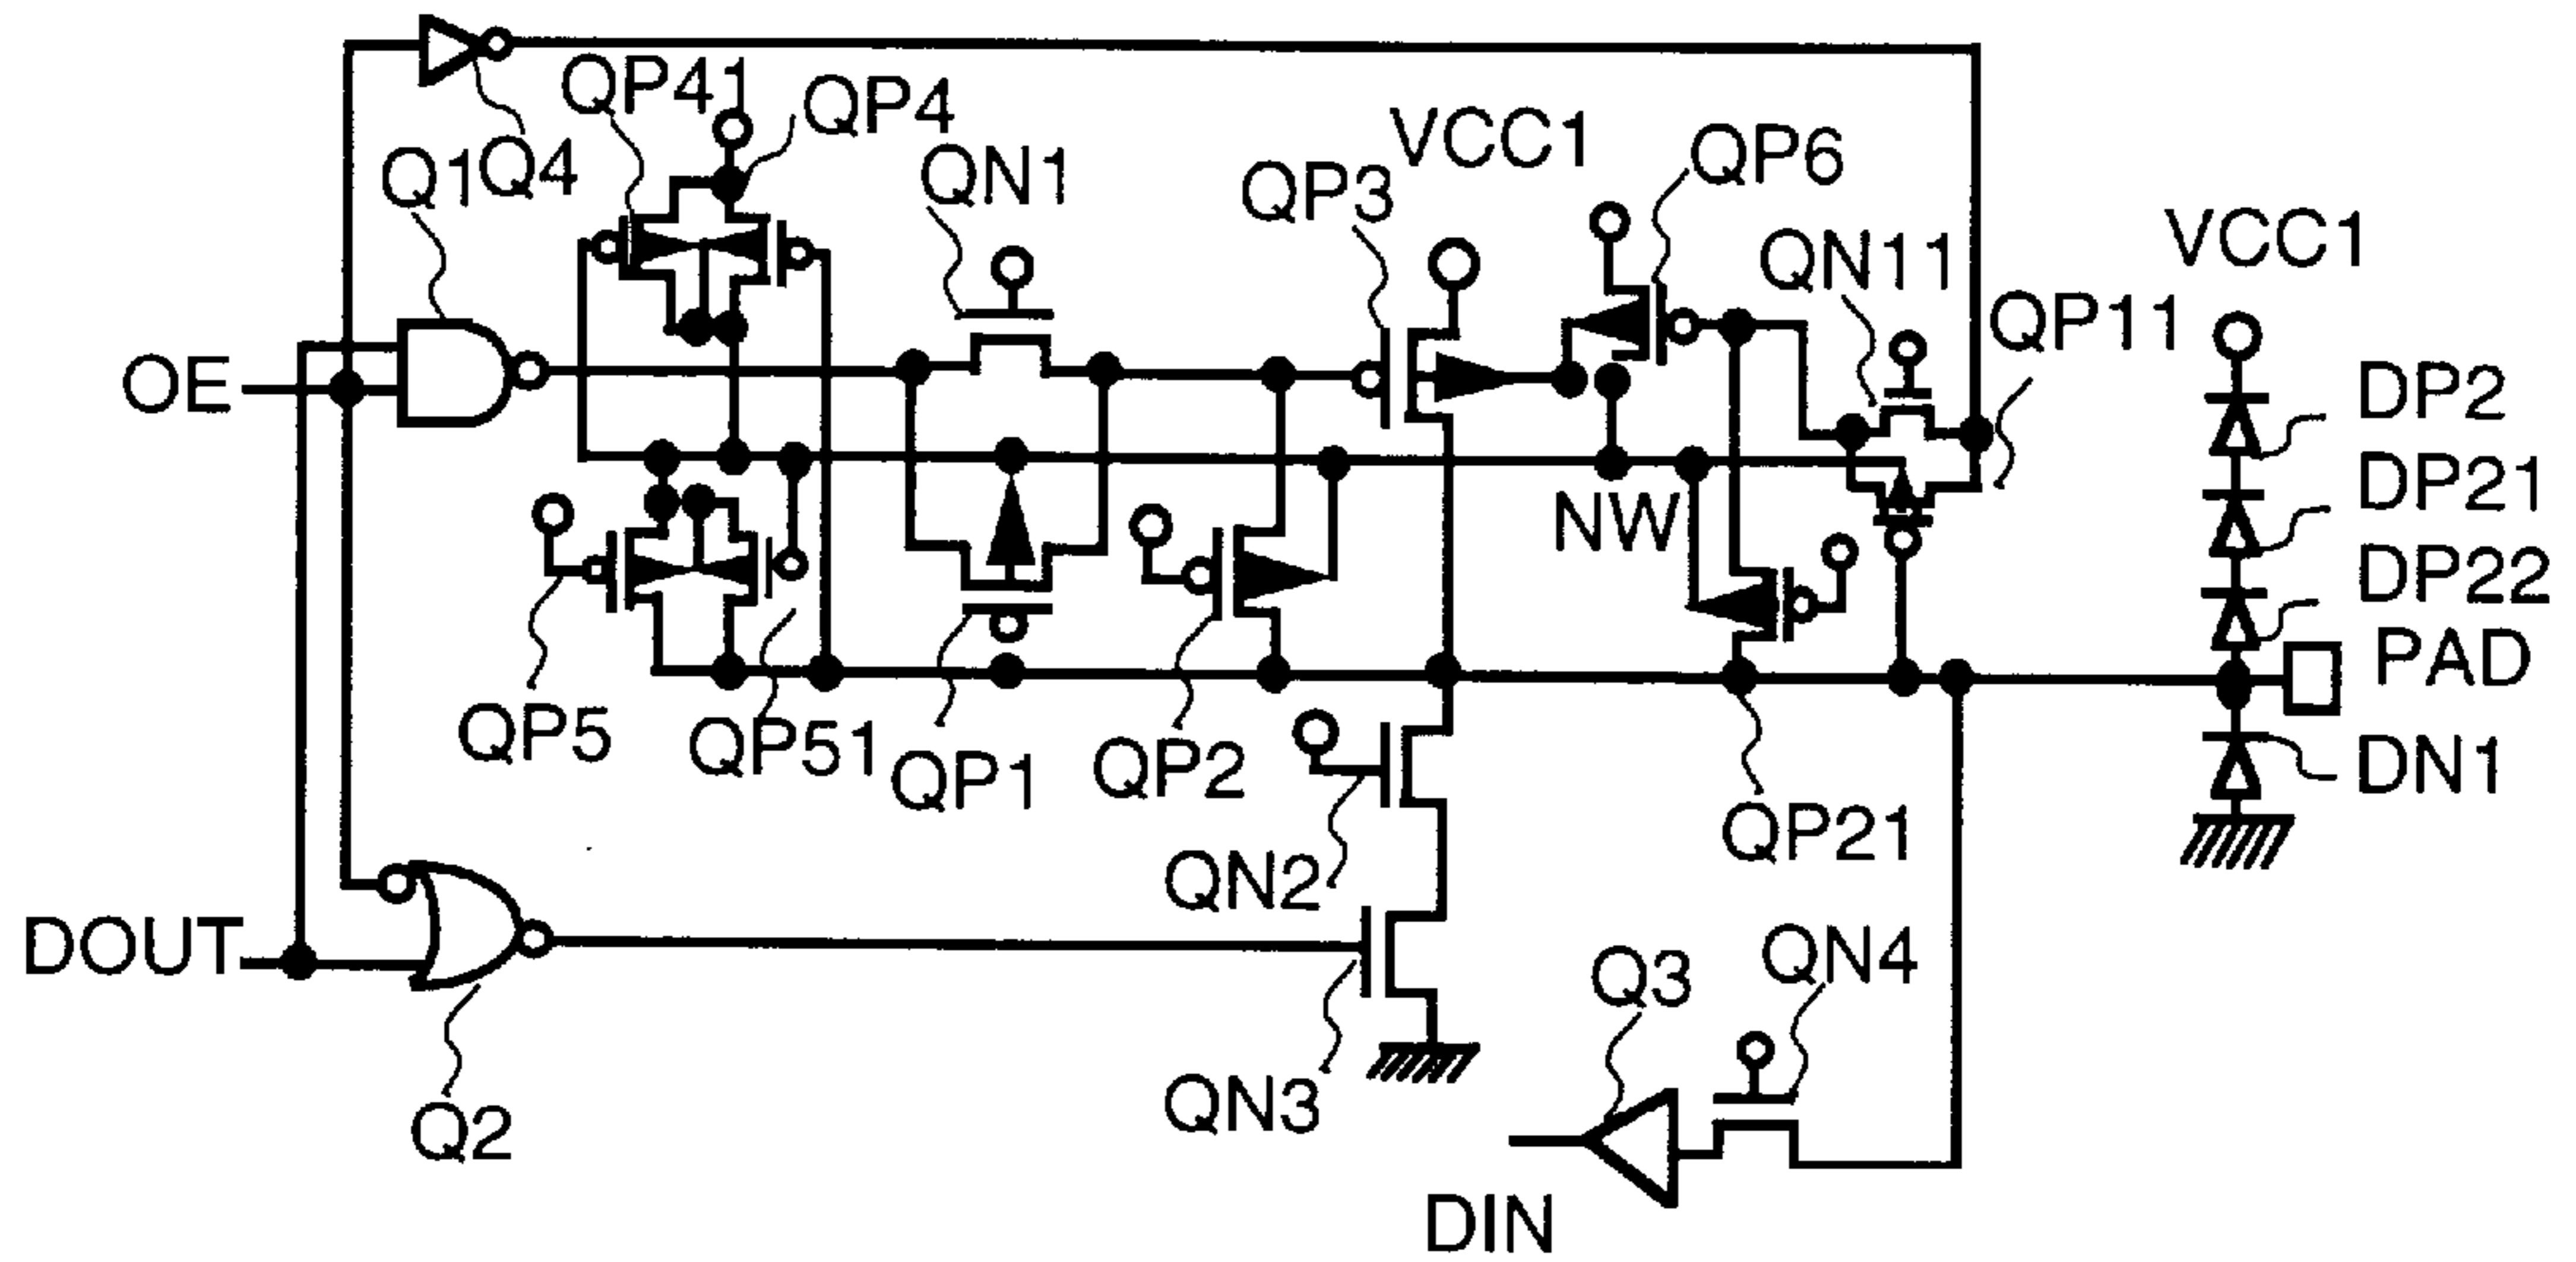 QP41
QP4
VCC1
Q1
Q4
QN1
QP3
QP6
QN11
VCC1
QP11
OE
DP2
DP21
NW
DP22
PAD
QP5
QP51
QP1
QP2
DN1
QP21
QN2
DOUT
Q3
QN4
QN3
Q2
DIN